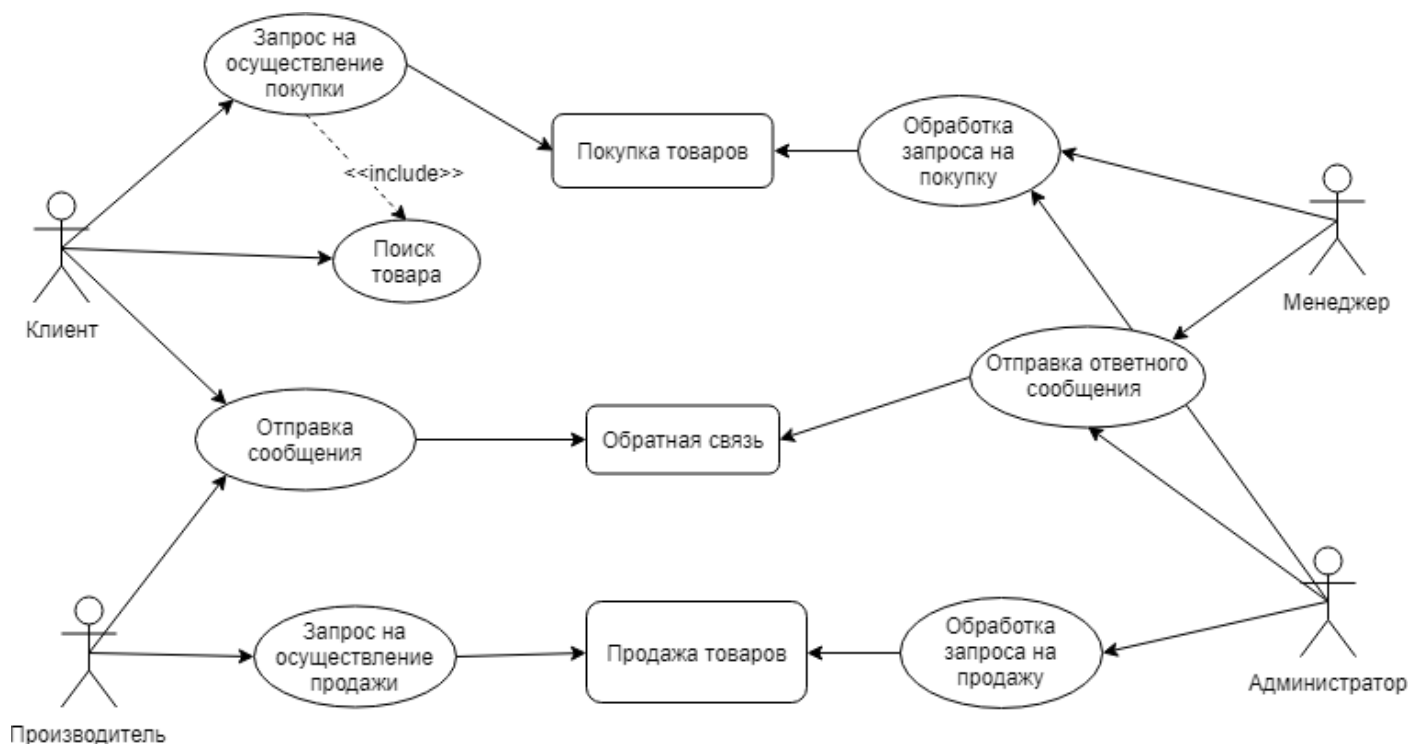 Запрос на
осуществление
покупки
Покупка товаров
Обработка
запроса на
покупку
<<include>>
Поиск
товара
Клиент
Менеджер
Отправка ответного
сообщения
Отправка
сообщения
Обратная связь
Запрос на
осуществление
продажи
Продажа товаров
Обработка
запроса на
продажу
Администратор
Производитель